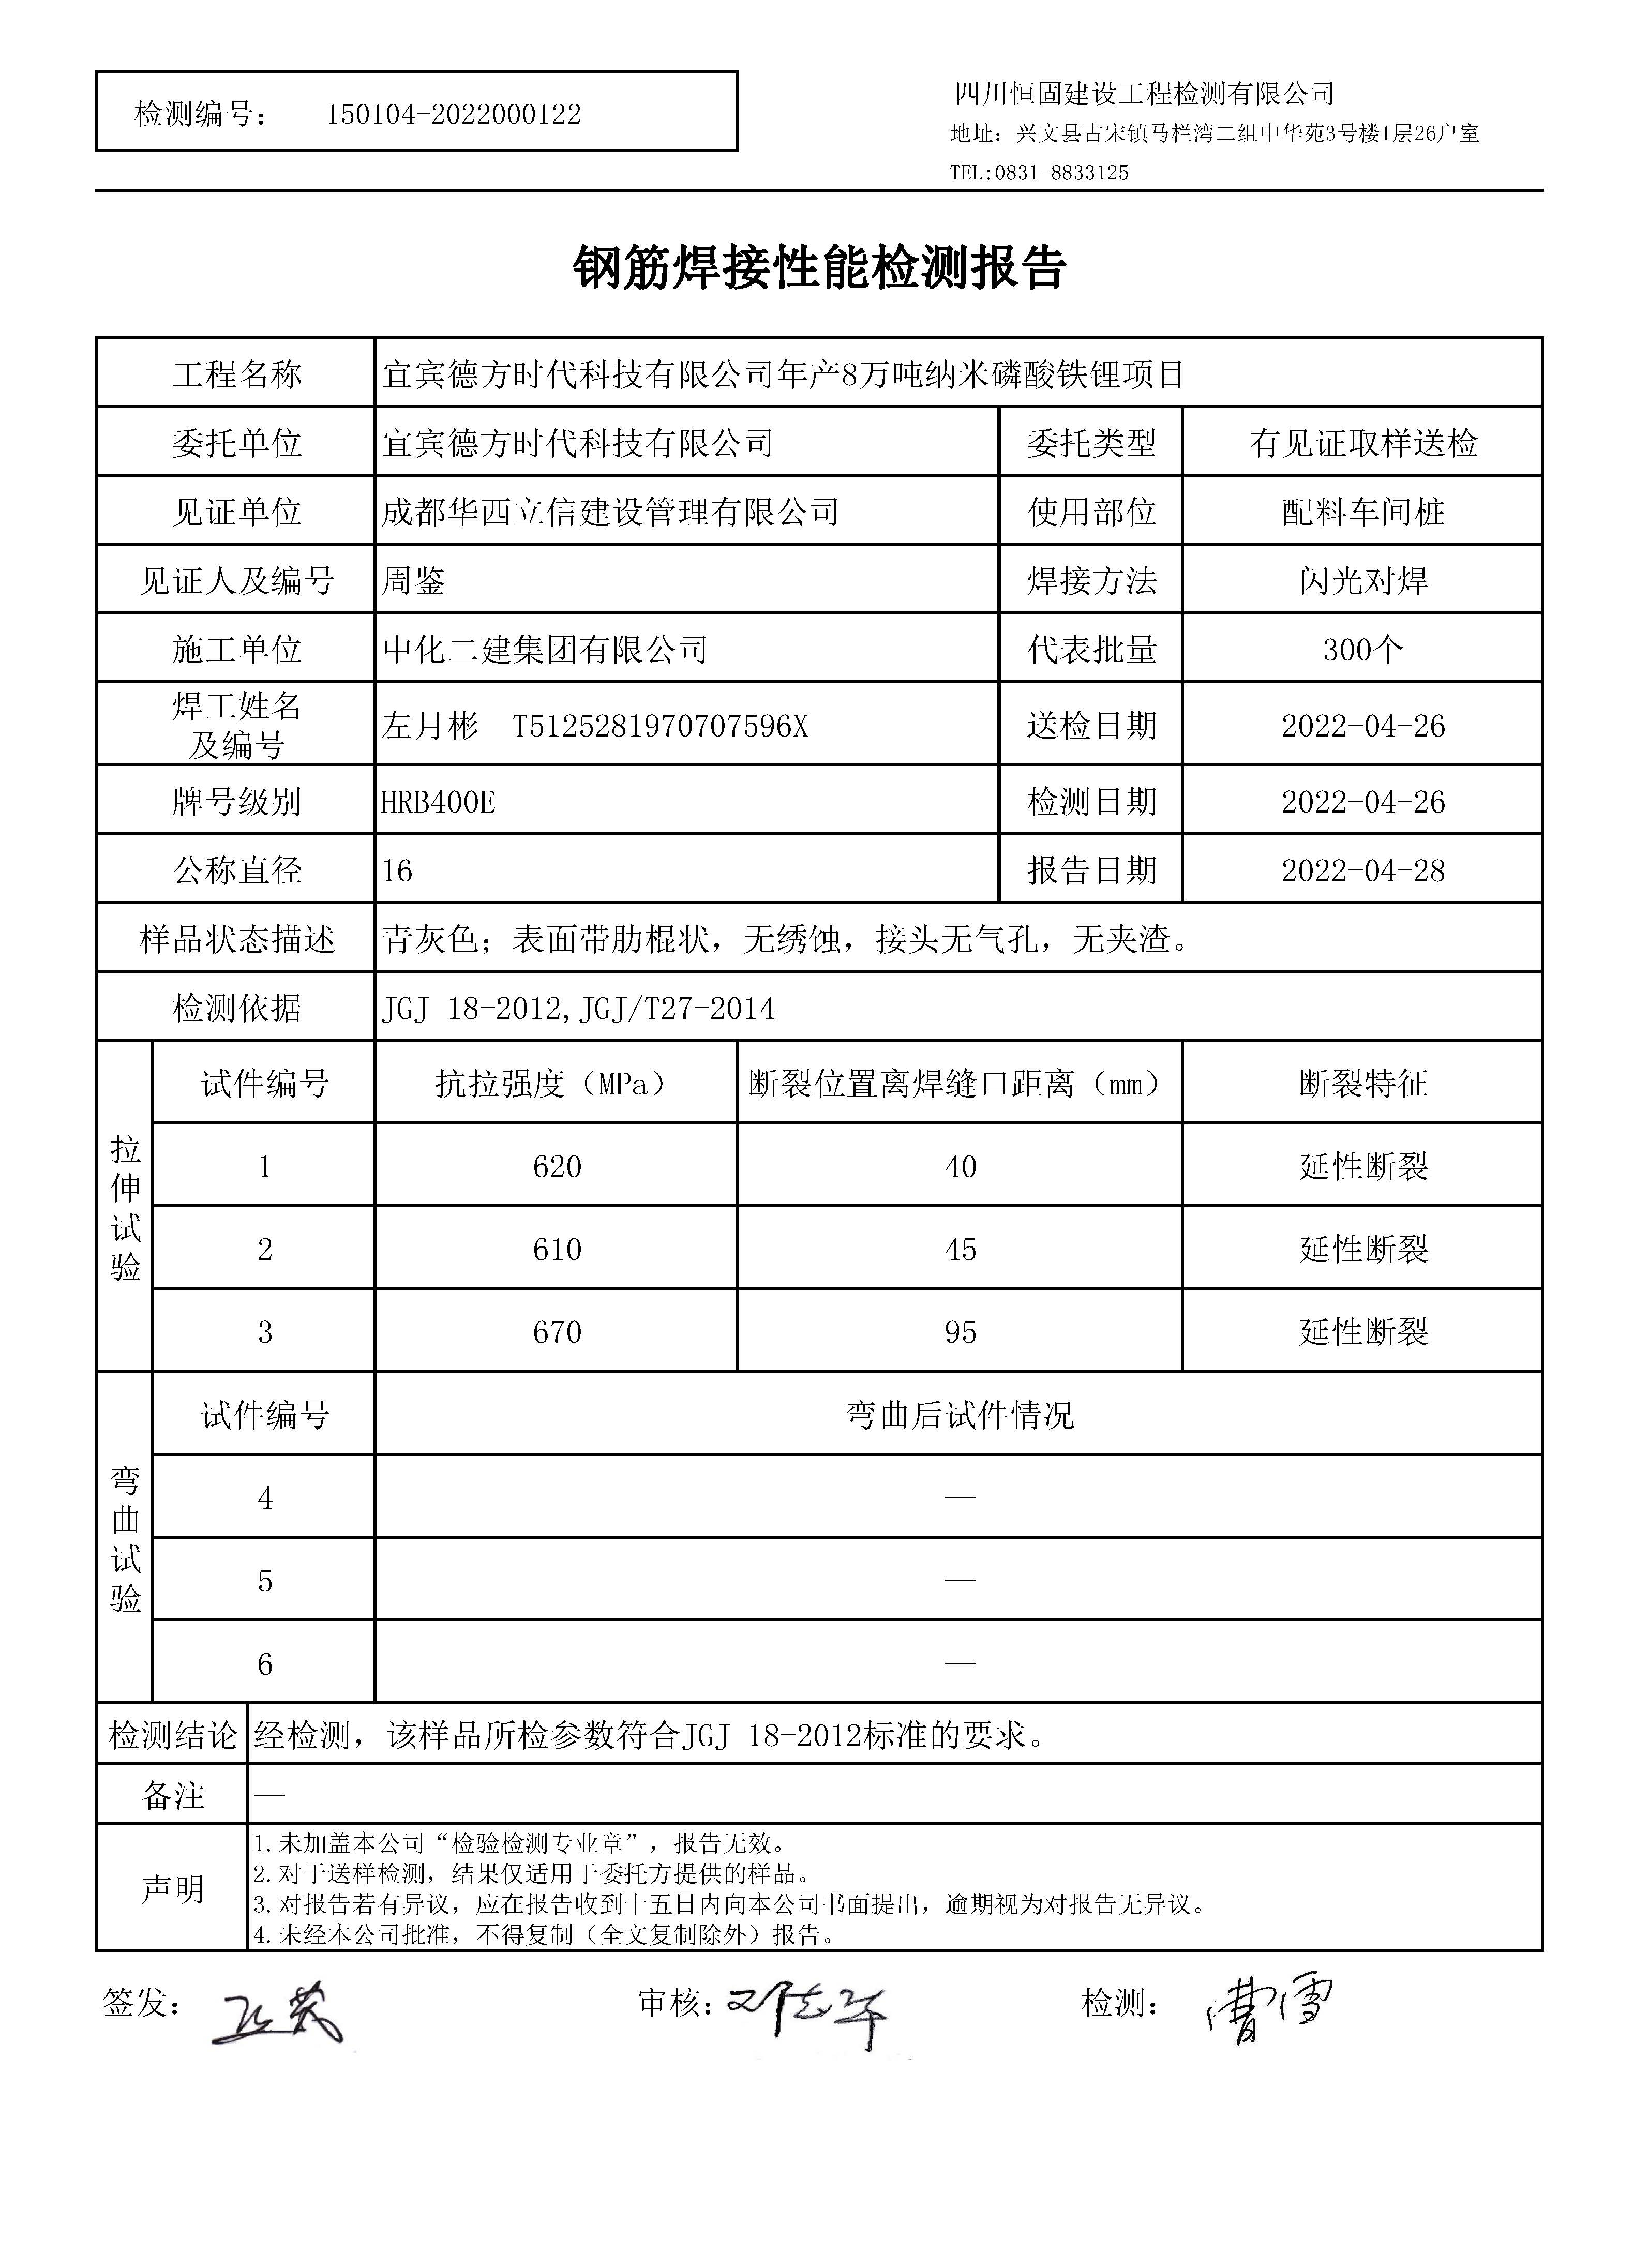 检测编号： 150104-2022000122
四川恒固建设工程检测有限公司
地址：兴文县古宋镇马栏湾二组中华苑3号楼1层26户室
TEL:0831-8833125
钢筋焊接性能检测报告
工程名称 宜宾德方时代科技有限公司年产8万吨纳米磷酸铁锂项目
委托单位 宜宾德方时代科技有限公司 委托类型 有见证取样送检
见证单位 成都华西立信建设管理有限公司 使用部位 配料车间桩
见证人及编号 周鉴 焊接方法 闪光对焊
施工单位 中化二建集团有限公司 代表批量 300个
焊工姓名
及编号 左月彬 T5125281970707596X 送检日期 2022-04-26
牌号级别 HRB400E 检测日期 2022-04-26
公称直径 16 报告日期 2022-04-28
样品状态描述 青灰色；表面带肋棍状，无绣蚀，接头无气孔，无夹渣。
检测依据 JGJ 18-2012,JGJ/T27-2014
拉伸试验
试件编号 抗拉强度（MPa） 断裂位置离焊缝口距离（mm） 断裂特征
1 620 40 延性断裂
2 610 45 延性断裂
3 670 95 延性断裂
弯曲试验
试件编号 弯曲后试件情况
4 —
5 —
6 —
检测结论 经检测，该样品所检参数符合JGJ 18-2012标准的要求。
备注 —
声明
1.未加盖本公司“检验检测专业章”，报告无效。
2.对于送样检测，结果仅适用于委托方提供的样品。
3.对报告若有异议，应在报告收到十五日内向本公司书面提出，逾期视为对报告无异议。
4.未经本公司批准，不得复制（全文复制除外）报告。
签发： 审核：邓志华 检测：曹雪